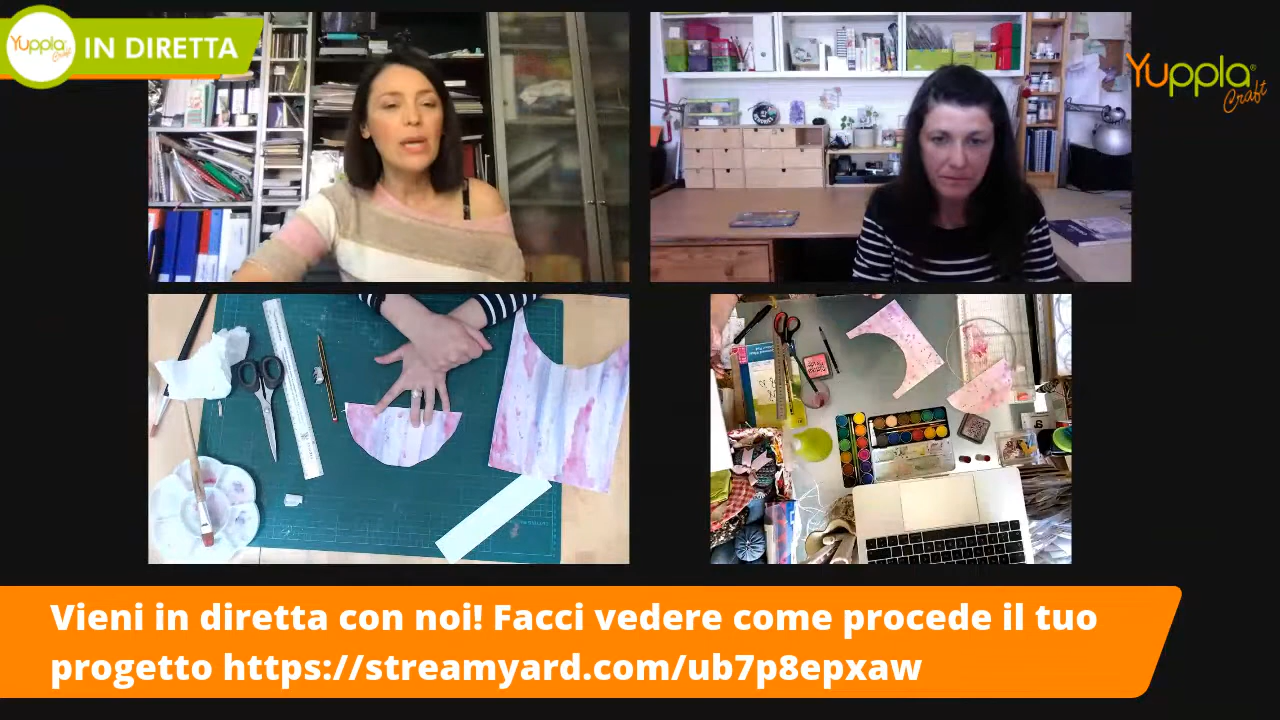 Yuppla
IN DIRETTA
Yuppla®
Craft
Vieni in diretta con noi! Facci vedere come procede il tuo
progetto https://streamyard.com/ub7p8epxaw